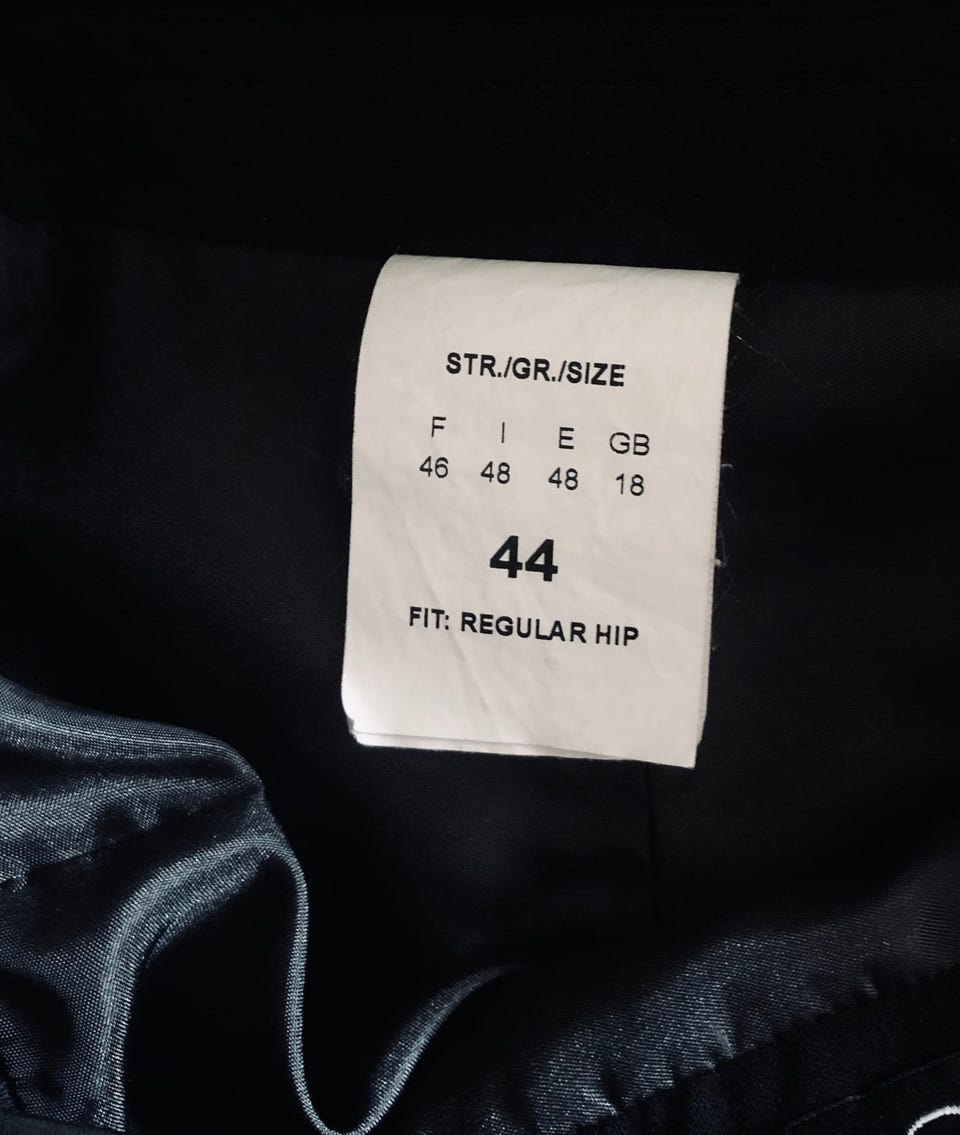 STR./GR./SIZE
F I E GB
46 48 48 18
44
FIT: REGULAR HIP